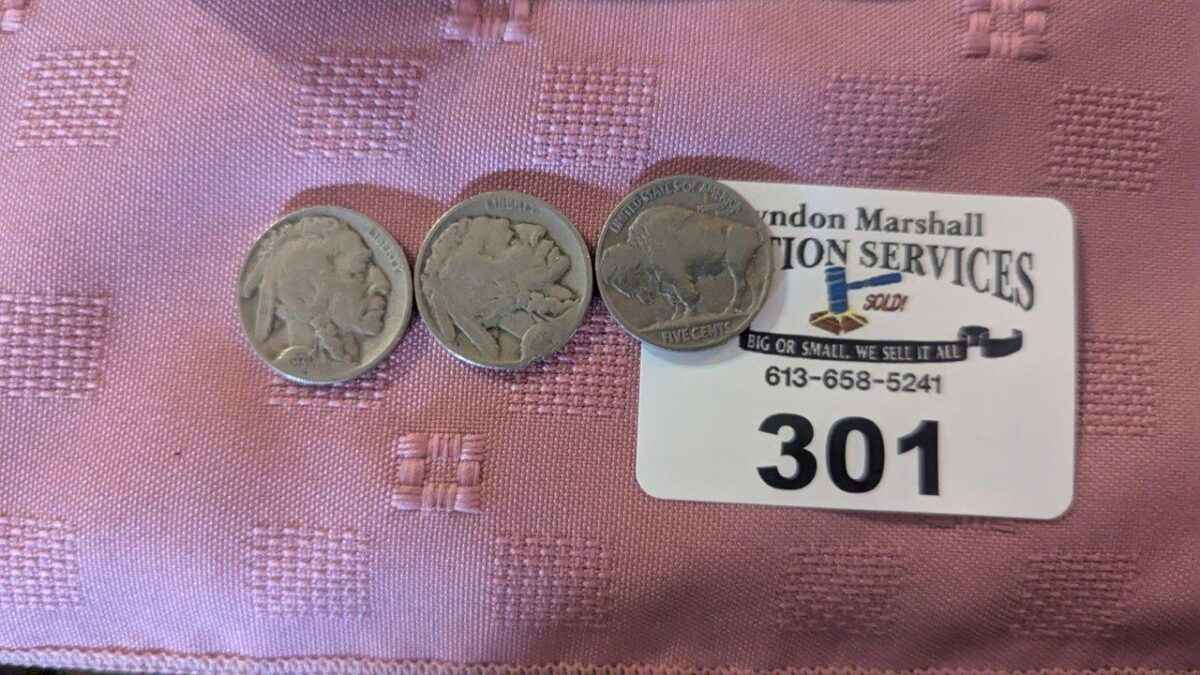 LIBERTY
LIBERTY
UNITED STATES OF AMERICA
FIVE CENTS
yndon Marshall
TION SERVICES
SOLD!
BIG OR SMALL, WE SELL IT ALL
613-658-5241
301